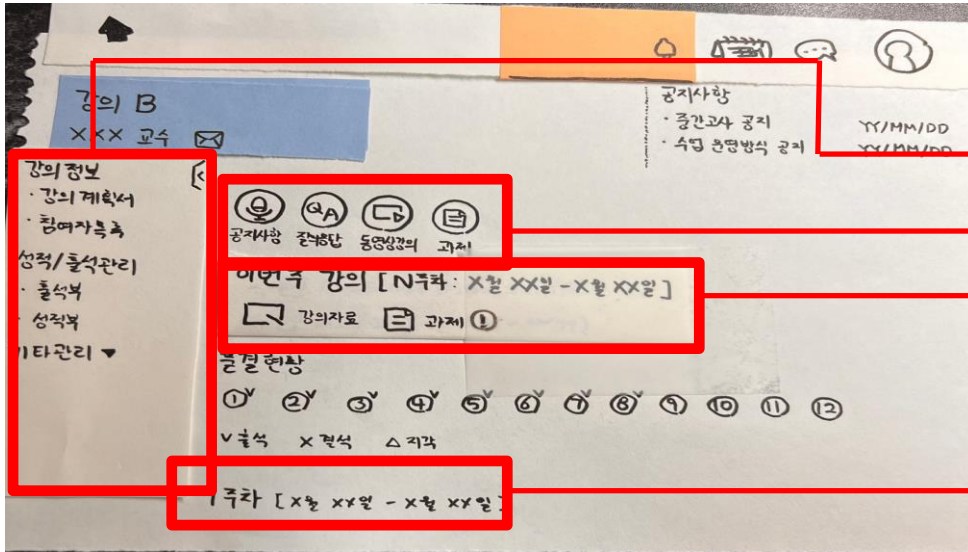 강의 B
XXX 교수
공지사항
· 중간고사 공지 YY/MM/DD
· 수업 운영방식 공지 YY/MM/DD
강의 정보
· 강의 계획서
· 참여자목록
성적/출석관리
· 출석부
· 성적부
기타관리 ▼
공지사항 질의응답 동영상강의 과제
QA
이번주 강의 [N주차: X월 XX일 - X월 XX일]
강의자료 과제 !
출결현황
① ② ③ ④ ⑤ ⑥ ⑦ ⑧ ⑨ ⑩ ⑪ ⑫
V 출석 X 결석 △ 지각
1주차 [X월 XX일 - X월 XX일]